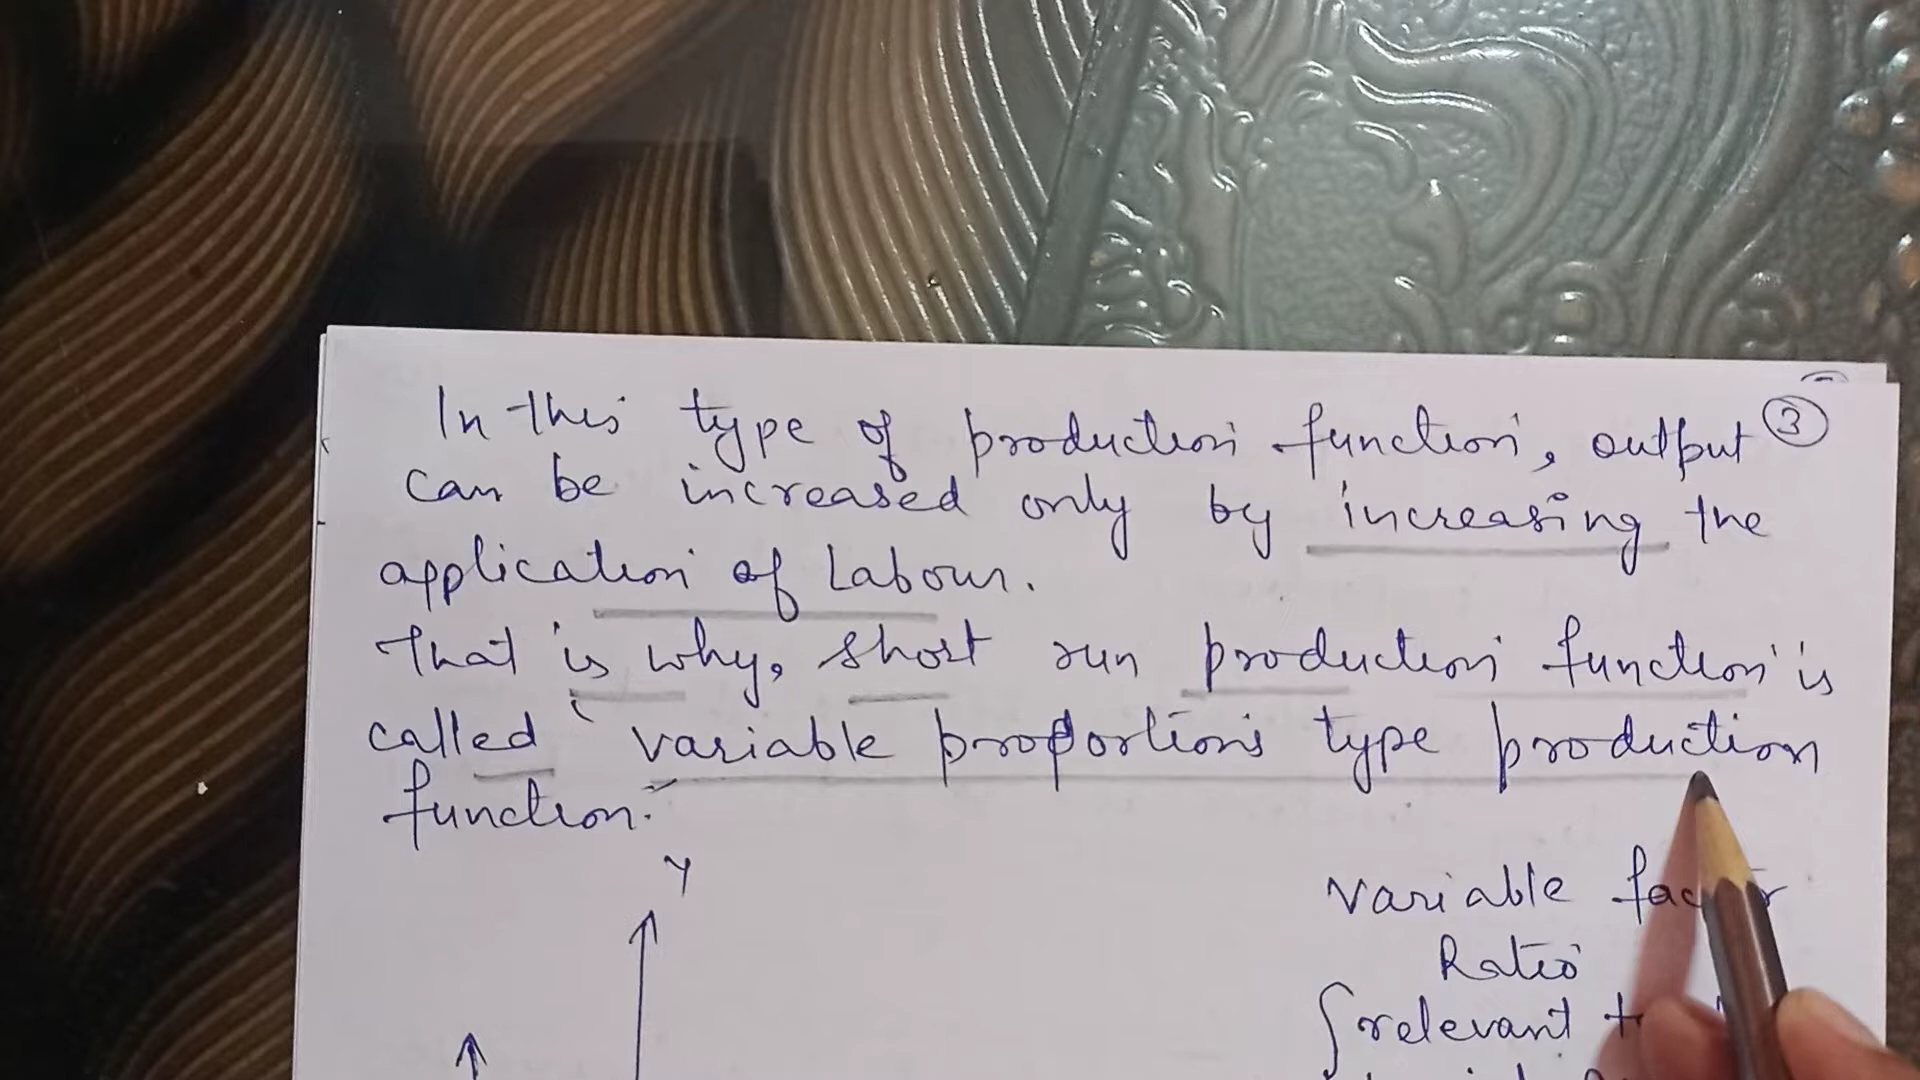 In this type of production function, output ③
can be increased only by increasing the
application of Labour.
That is why, short run production function is
called 'variable proportions type production
function.
Y
Variable
Ratio
relevant